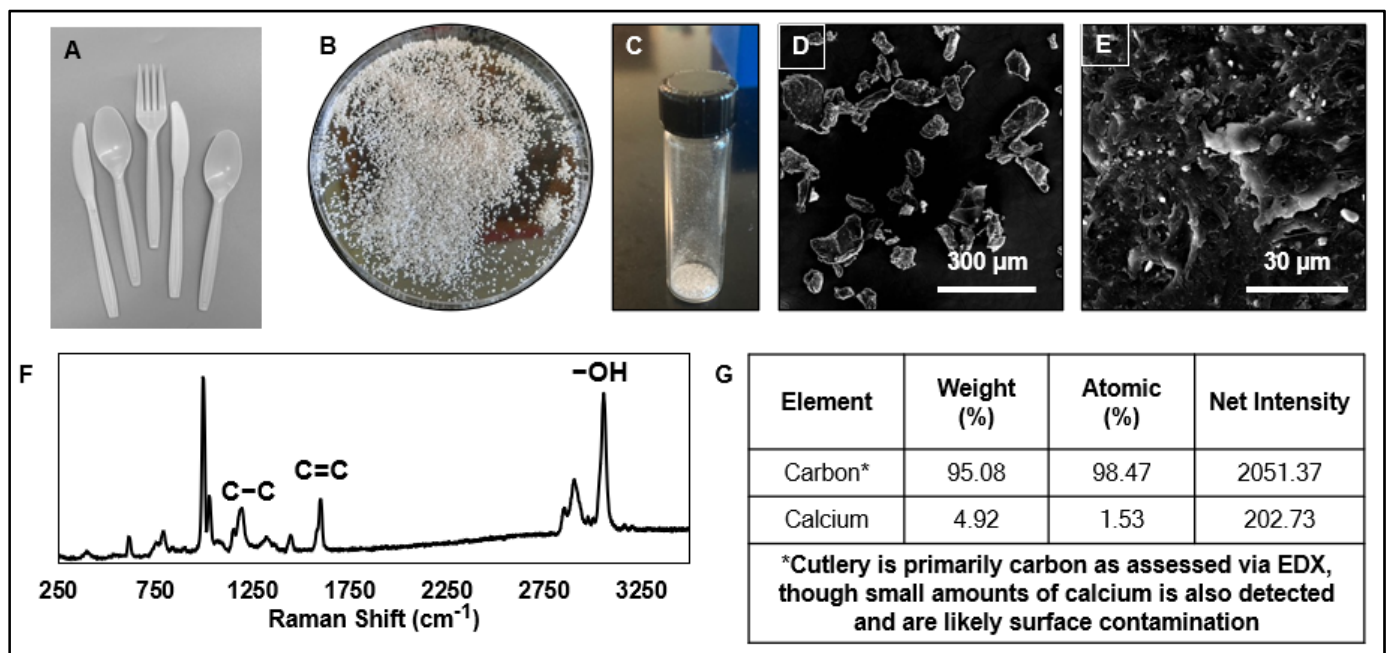 A
B
C
D
E
300 µm
30 µm
F
C−C
C=C
−OH
250 750 1250 1750 2250 2750 3250
Raman Shift (cm⁻¹)
G
Element Weight (%) Atomic (%) Net Intensity
Carbon* 95.08 98.47 2051.37
Calcium 4.92 1.53 202.73
*Cutlery is primarily carbon as assessed via EDX,
though small amounts of calcium is also detected
and are likely surface contamination